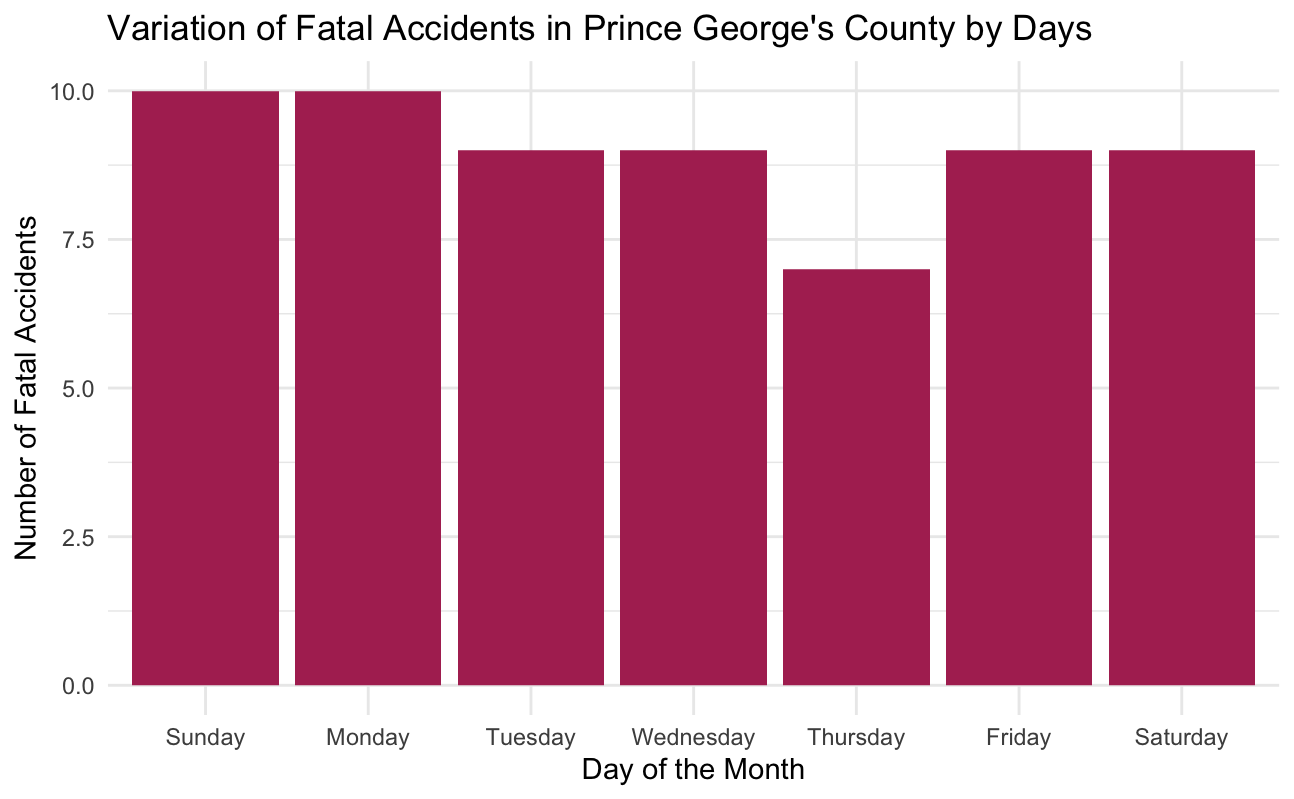 Variation of Fatal Accidents in Prince George's County by Days
Number of Fatal Accidents
10.0
7.5
5.0
2.5
0.0
Sunday Monday Tuesday Wednesday Thursday Friday Saturday
Day of the Month